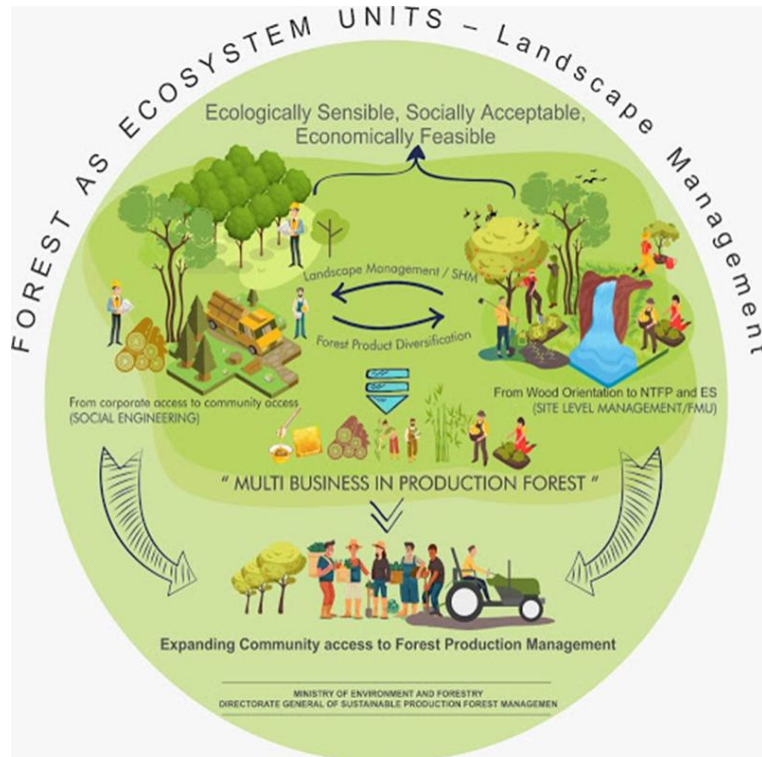 FOREST AS ECOSYSTEM UNITS – Landscape Management
Ecologically Sensible, Socially Acceptable,
Economically Feasible
Landscape Management / SHM
Forest Product Diversification
From corporate access to community access
(SOCIAL ENGINEERING)
From Wood Orientation to NTFP and ES
(SITE LEVEL MANAGEMENT/FMU)
“ MULTI BUSINESS IN PRODUCTION FOREST ”
Expanding Community access to Forest Production Management
MINISTRY OF ENVIRONMENT AND FORESTRY
DIRECTORATE GENERAL OF SUSTAINABLE PRODUCTION FOREST MANAGEMEN